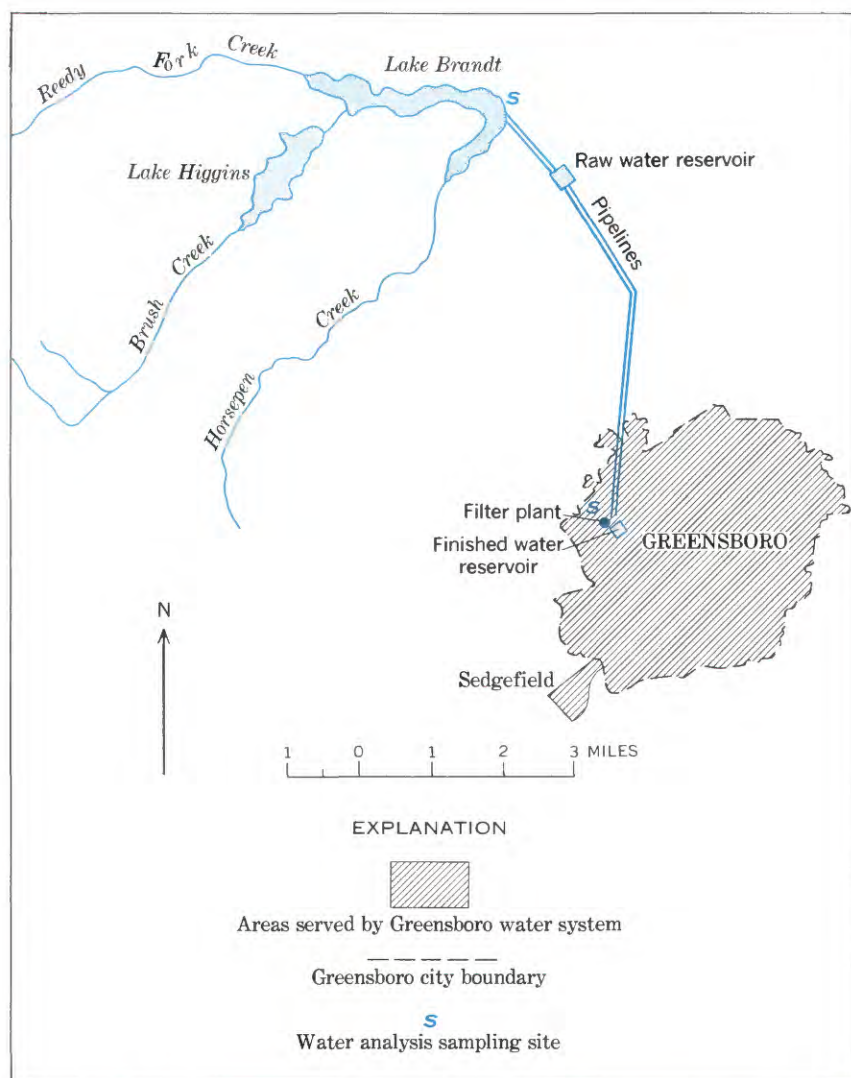 Reedy Fork Creek
Lake Brandt
S
Raw water reservoir
Lake Higgins
Pipelines
Brush Creek
Horsepen Creek
S
Filter plant
Finished water
reservoir
GREENSBORO
N
Sedgefield
1 0 1 2 3 MILES
EXPLANATION
Areas served by Greensboro water system
Greensboro city boundary
S
Water analysis sampling site